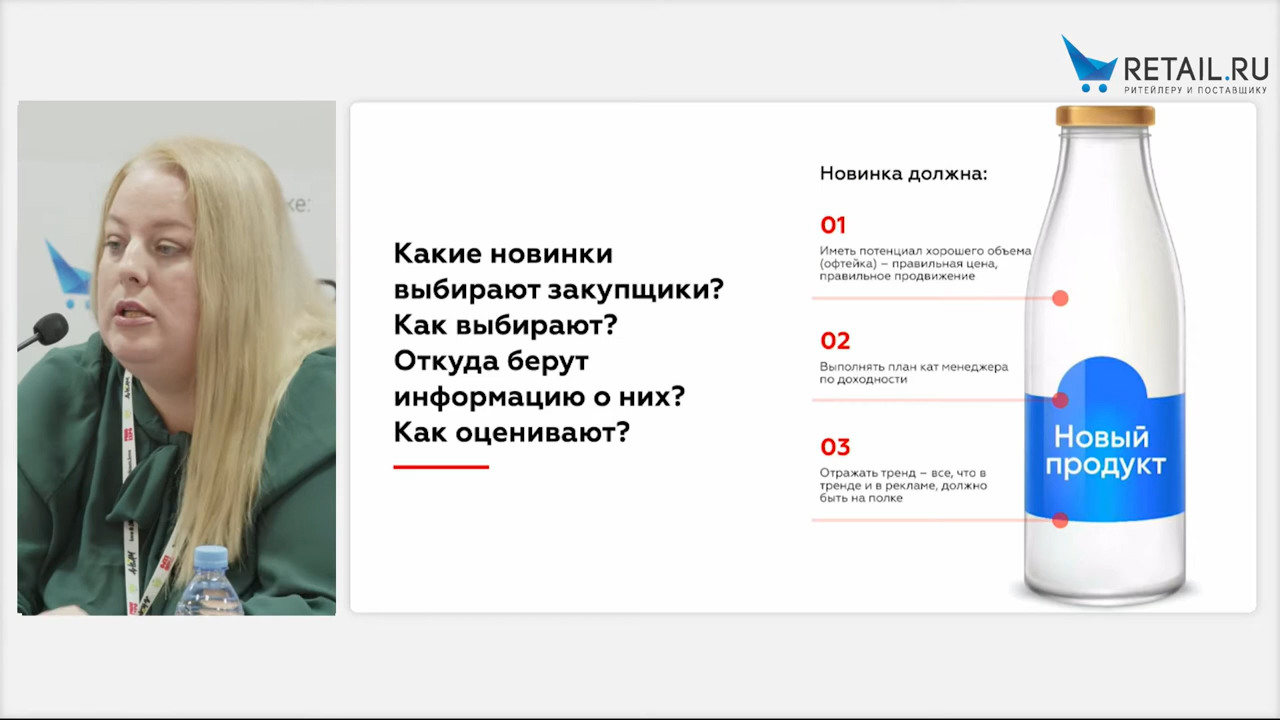 RETAIL.RU
РИТЕЙЛЕРУ И ПОСТАВЩИКУ
ке:
Какие новинки
выбирают закупщики?
Как выбирают?
Откуда берут
информацию о них?
Как оценивают?
Новинка должна:
01
Иметь потенциал хорошего объема
(офтейка) – правильная цена,
правильное продвижение
02
Выполнять план кат менеджера
по доходности
03
Отражать тренд – все, что в
тренде и в рекламе, должно
быть на полке
Новый
продукт